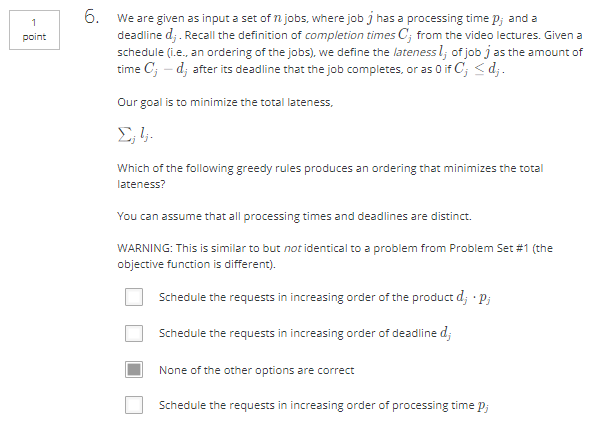 1
point
6. We are given as input a set of n jobs, where job j has a processing time p_j and a
deadline d_j. Recall the definition of completion times C_j from the video lectures. Given a
schedule (i.e., an ordering of the jobs), we define the lateness l_j of job j as the amount of
time C_j − d_j after its deadline that the job completes, or as 0 if C_j ≤ d_j.
Our goal is to minimize the total lateness,
∑_j l_j.
Which of the following greedy rules produces an ordering that minimizes the total
lateness?
You can assume that all processing times and deadlines are distinct.
WARNING: This is similar to but not identical to a problem from Problem Set #1 (the
objective function is different).
Schedule the requests in increasing order of the product d_j · p_j
Schedule the requests in increasing order of deadline d_j
None of the other options are correct
Schedule the requests in increasing order of processing time p_j